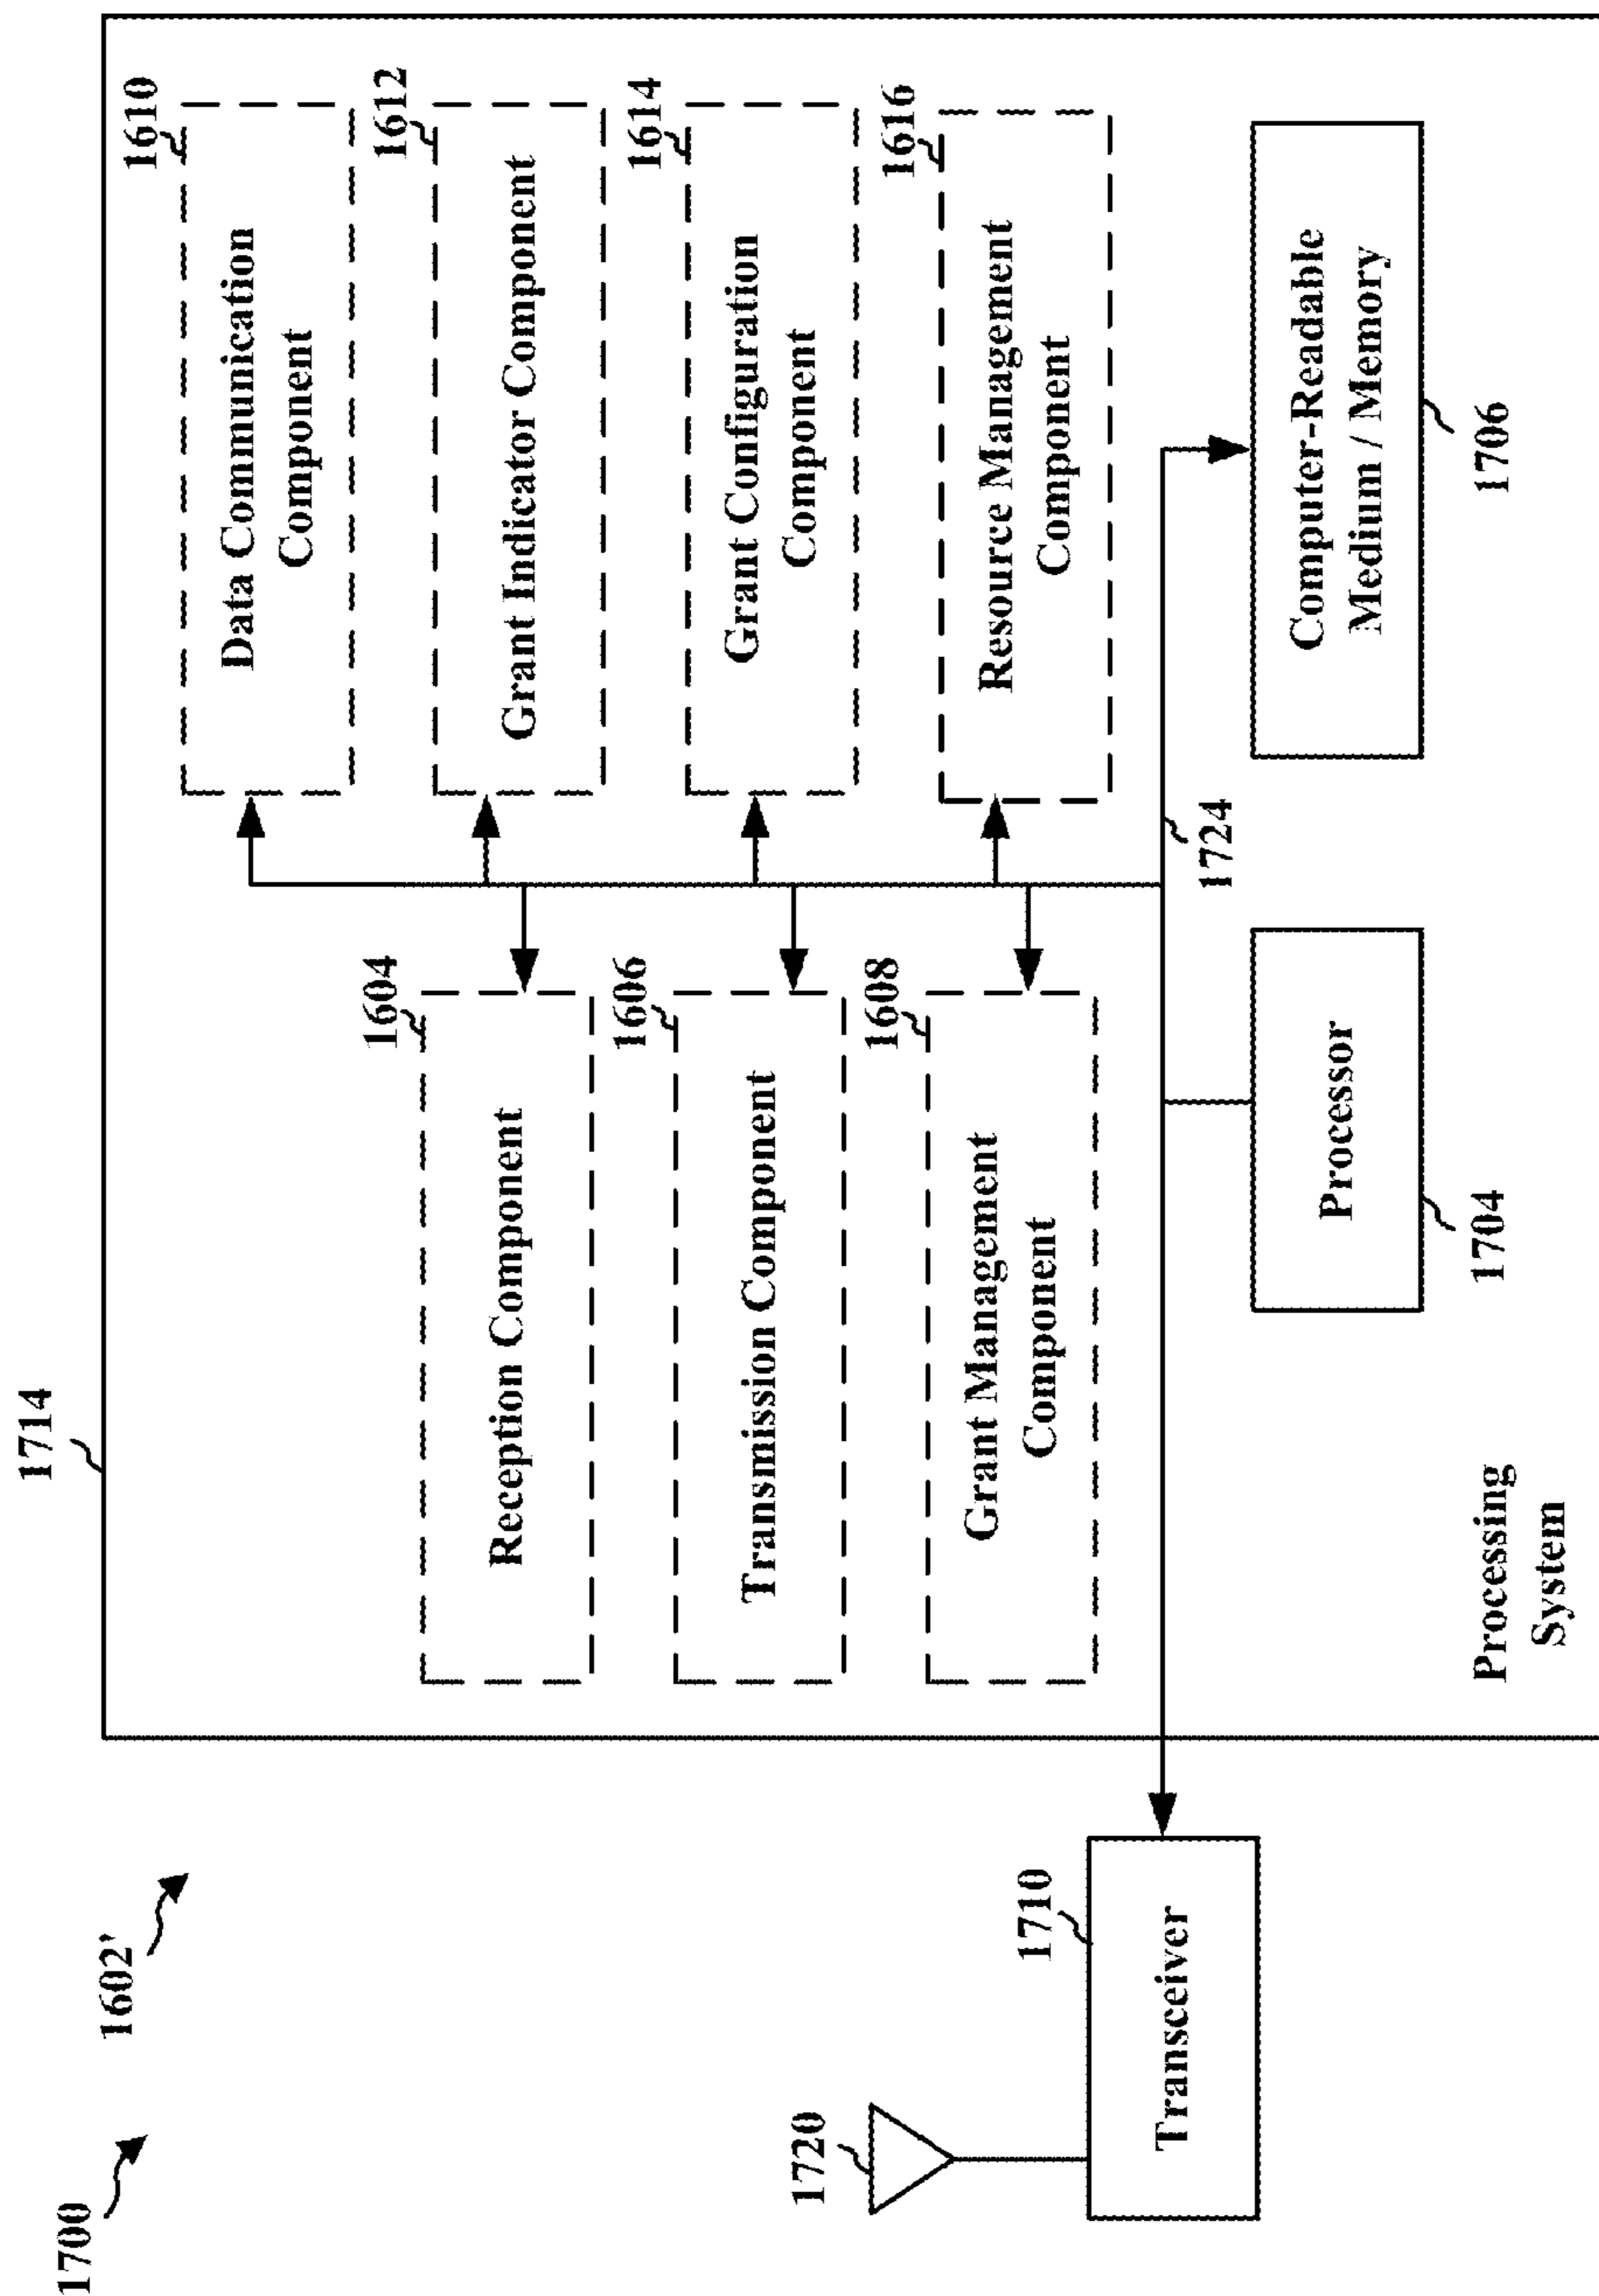 1700
1602'
1714
1604
Reception Component
1606
Transmission Component
1608
Grant Management
Component
1610
Data Communication
Component
1612
Grant Indicator Component
1614
Grant Configuration
Component
1616
Resource Management
Component
1720
1710
Transceiver
1724
Processor
1704
Computer-Readable
Medium / Memory
1706
Processing
System